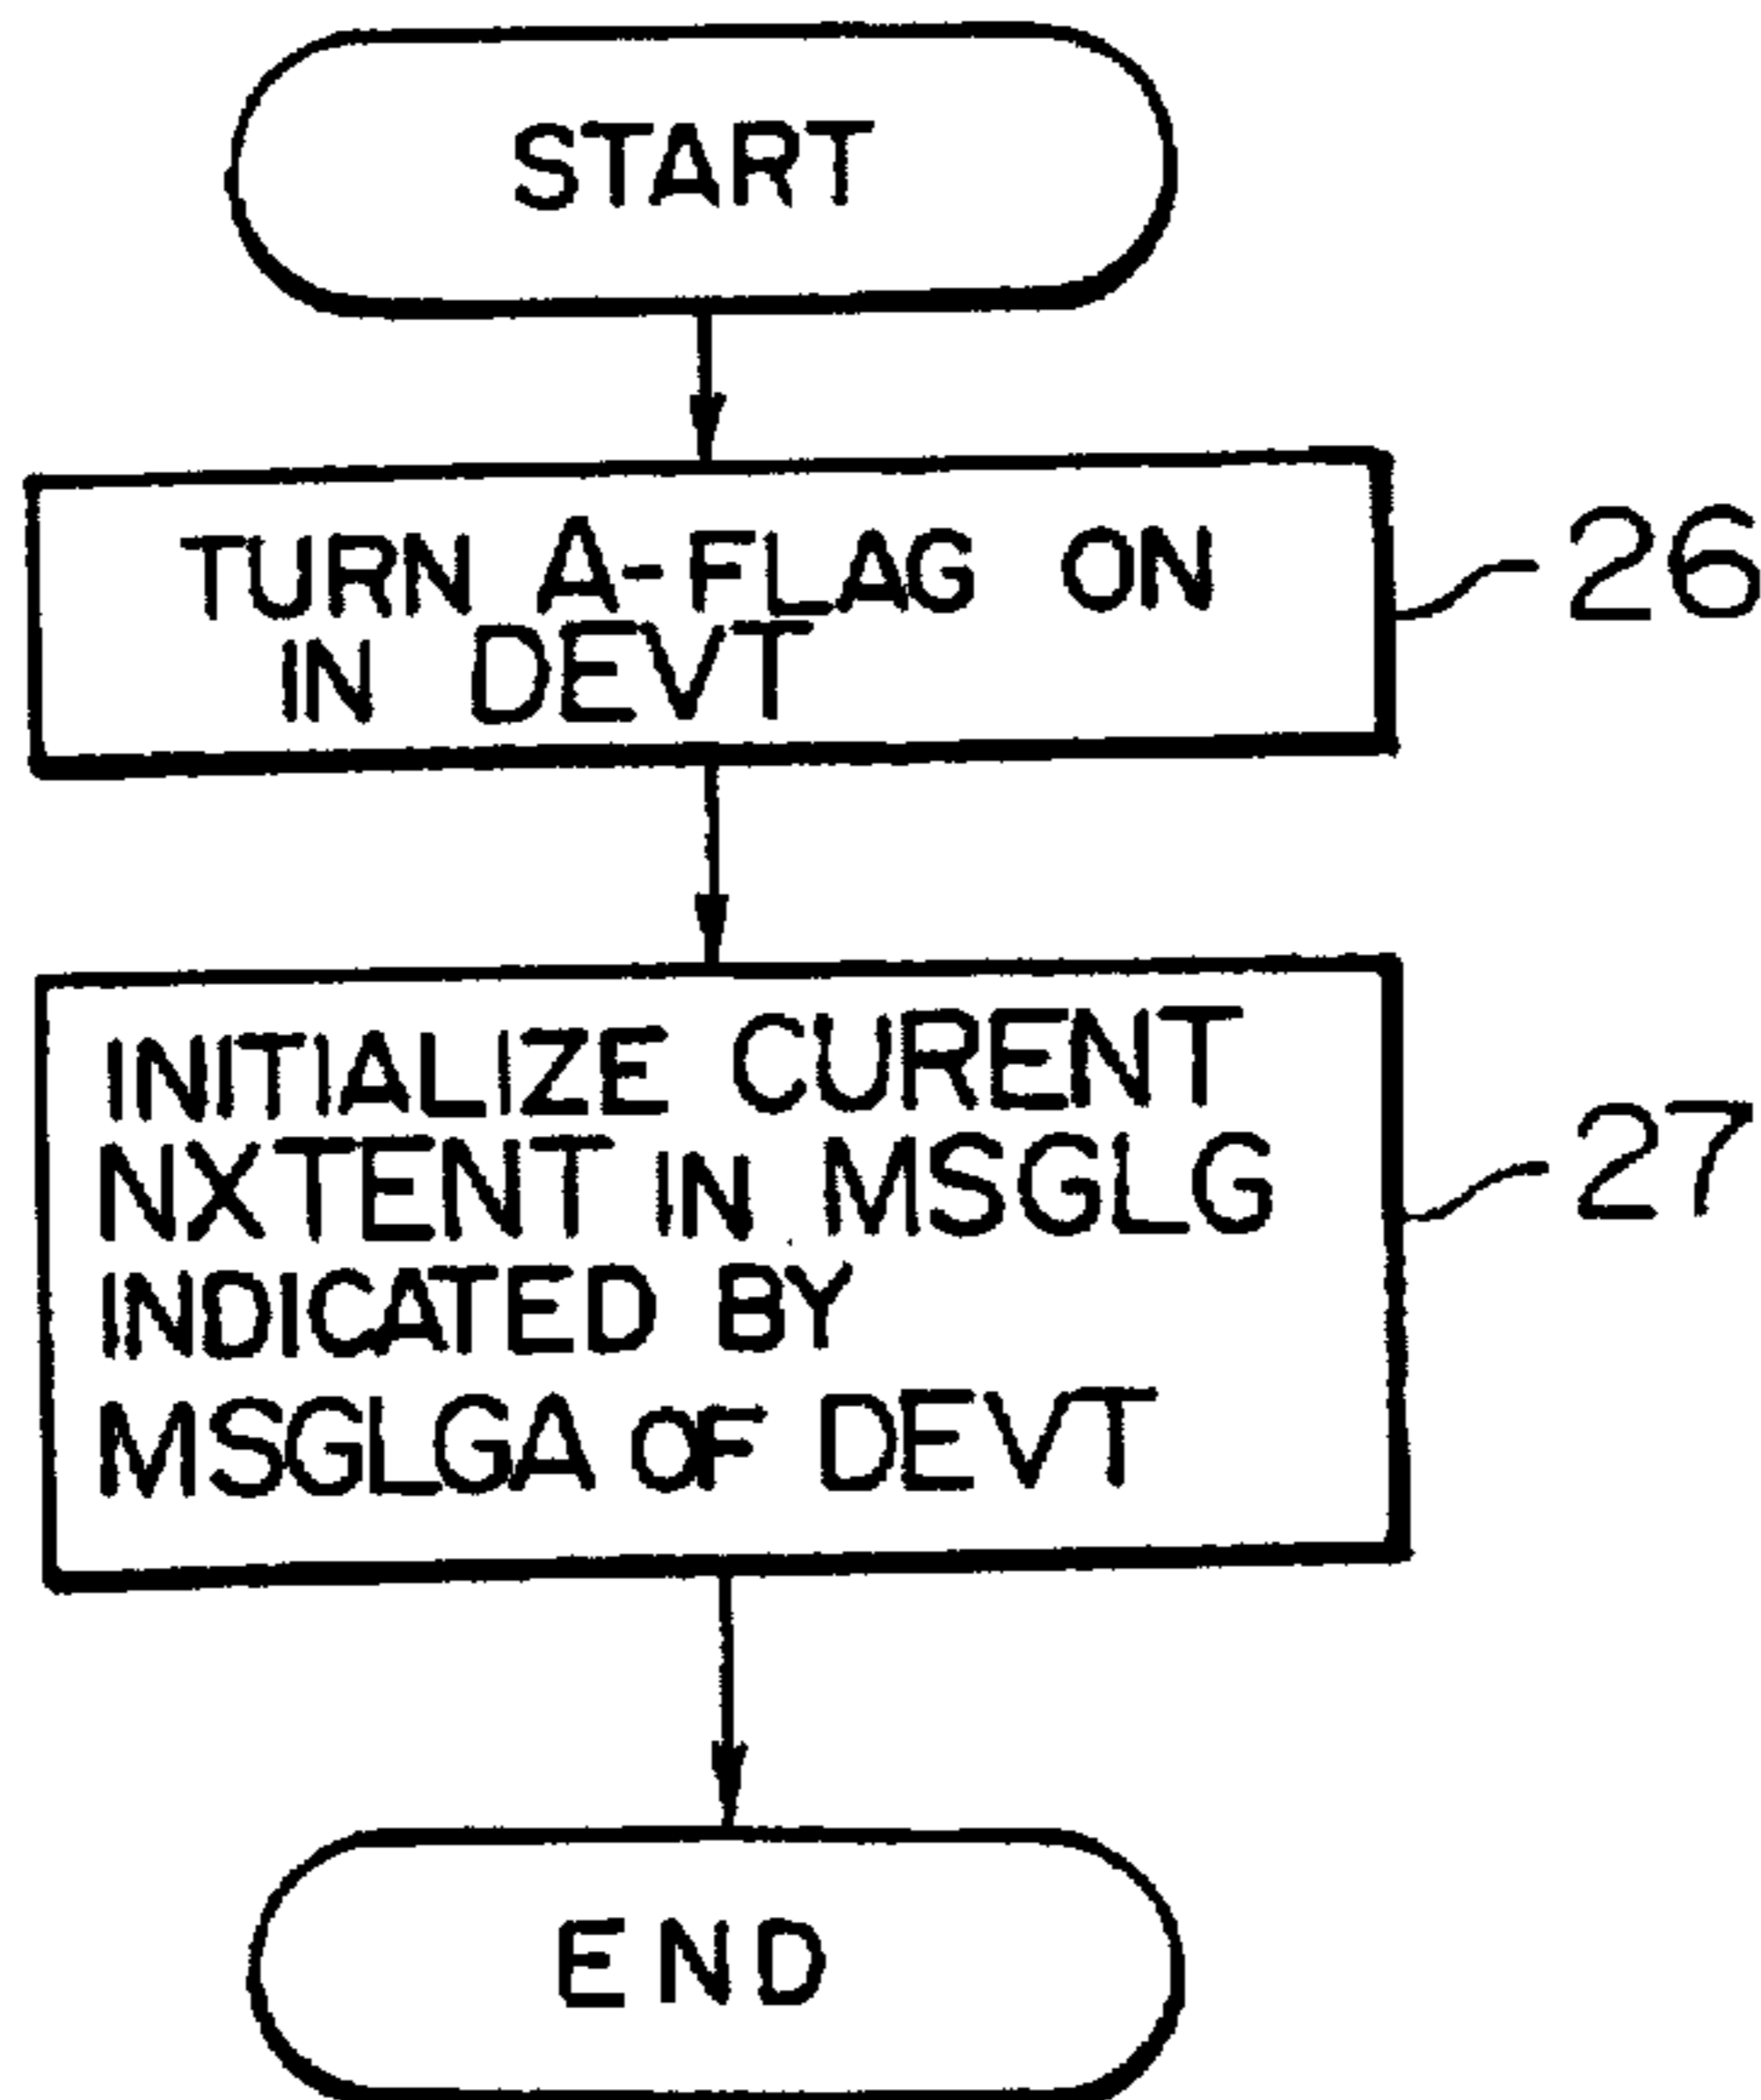 START
TURN A-FLAG ON
IN DEVT
26
INITIALIZE CURENT
NXTENT IN MSGLG
INDICATED BY
MSGLGA OF DEVT
27
END